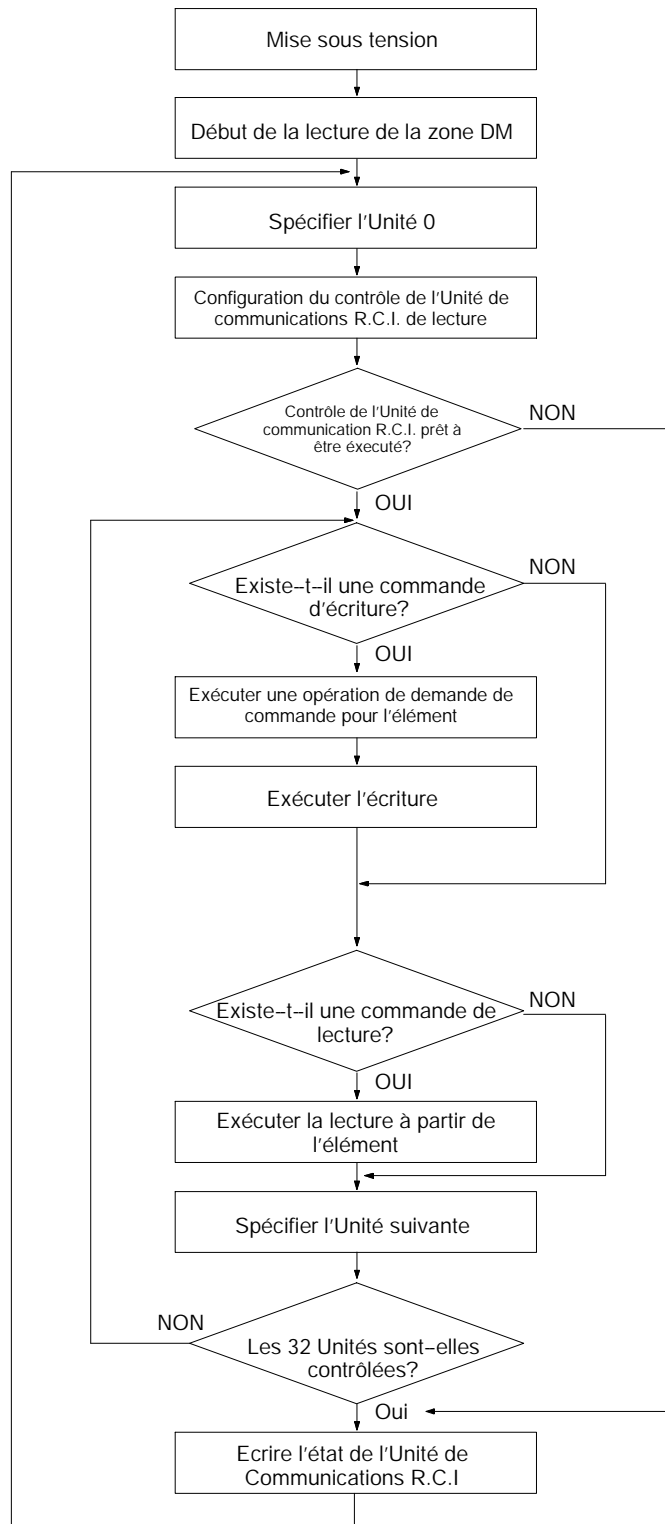 Mise sous tension
Début de la lecture de la zone DM
Spécifier l'Unité 0
Configuration du contrôle de l'Unité de
communications R.C.I. de lecture
Contrôle de l'Unité de
communication R.C.I. prêt à
être éxecuté?
NON
OUI
Existe–t–il une commande
d'écriture?
NON
OUI
Exécuter une opération de demande de
commande pour l'élément
Exécuter l'écriture
Existe–t–il une commande de
lecture?
NON
OUI
Exécuter la lecture à partir de
l'élément
Spécifier l'Unité suivante
NON
Les 32 Unités sont–elles
contrôlées?
Oui
Ecrire l'état de l'Unité de
Communications R.C.I